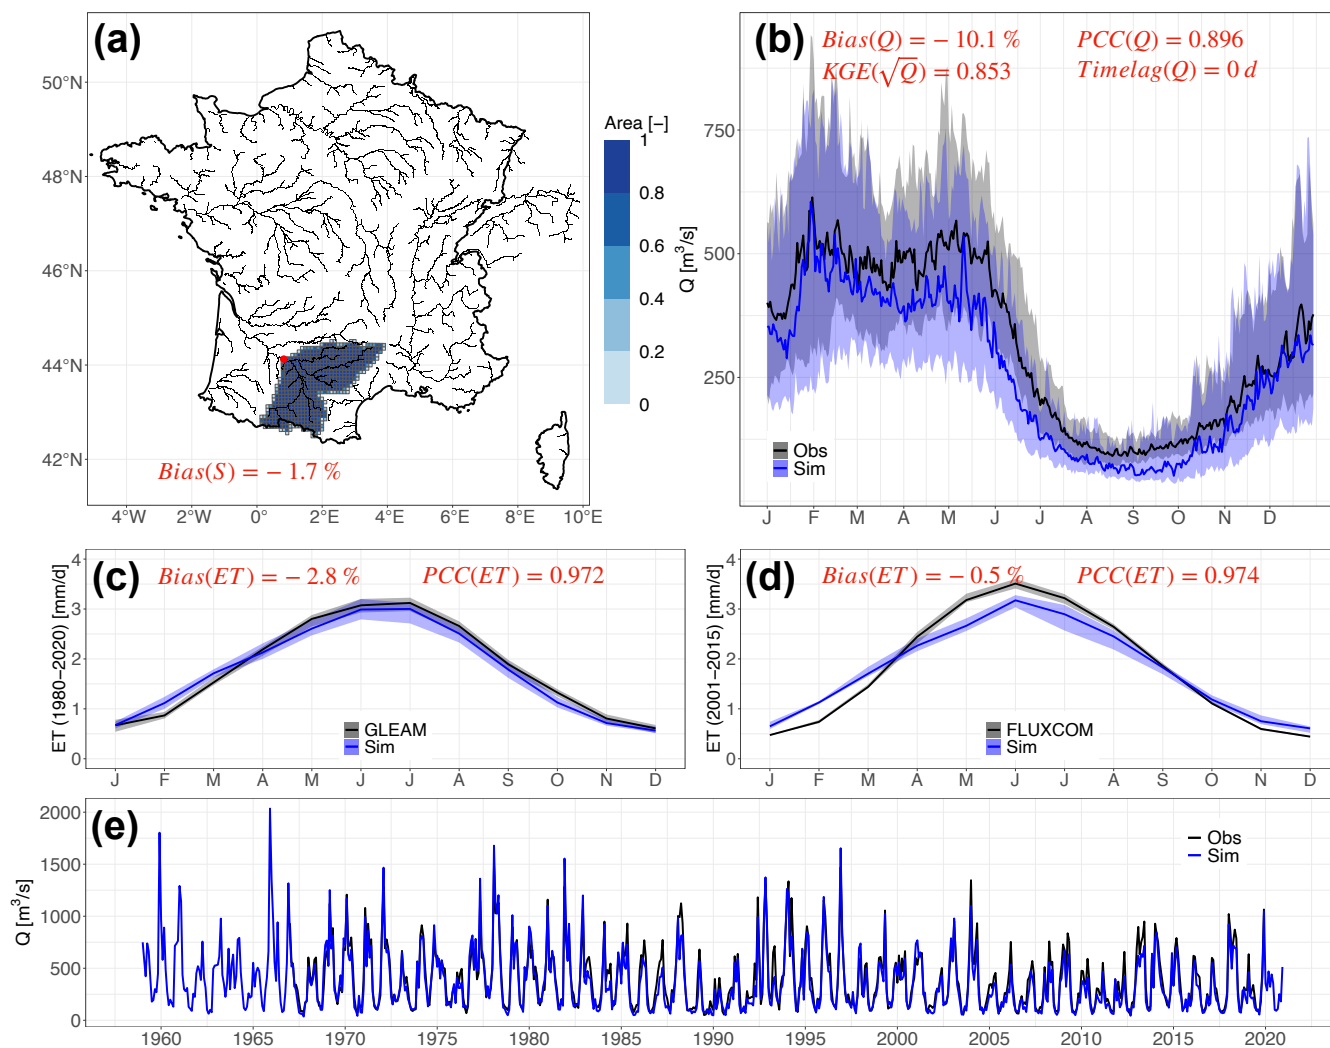 (a)
50°N
48°N
46°N
44°N
42°N
4°W 2°W 0° 2°E 4°E 6°E 8°E 10°E
Bias(S) = − 1.7 %
Area [−]
1
0.8
0.6
0.4
0.2
0
(b)
Bias(Q) = − 10.1 % PCC(Q) = 0.896
KGE(√Q) = 0.853 Timelag(Q) = 0 d
Q [m³/s]
750
500
250
Obs
Sim
J F M A M J J A S O N D
(c)
Bias(ET) = − 2.8 % PCC(ET) = 0.972
ET (1980−2020) [mm/d]
4
3
2
1
0
GLEAM
Sim
J F M A M J J A S O N D
(d)
Bias(ET) = − 0.5 % PCC(ET) = 0.974
ET (2001−2015) [mm/d]
4
3
2
1
0
FLUXCOM
Sim
J F M A M J J A S O N D
(e)
Q [m³/s]
2000
1500
1000
500
0
Obs
Sim
1960 1965 1970 1975 1980 1985 1990 1995 2000 2005 2010 2015 2020